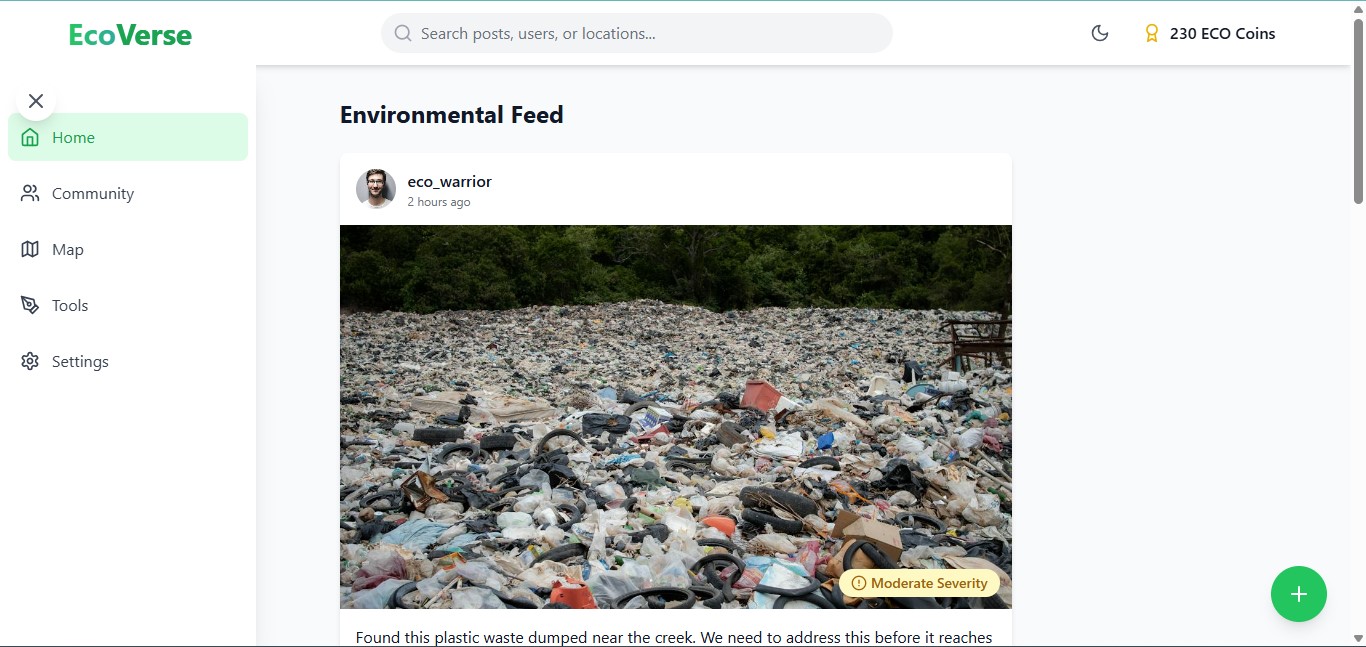 EcoVerse
Search posts, users, or locations...
230 ECO Coins
Home
Community
Map
Tools
Settings
Environmental Feed
eco_warrior
2 hours ago
Moderate Severity
Found this plastic waste dumped near the creek. We need to address this before it reaches